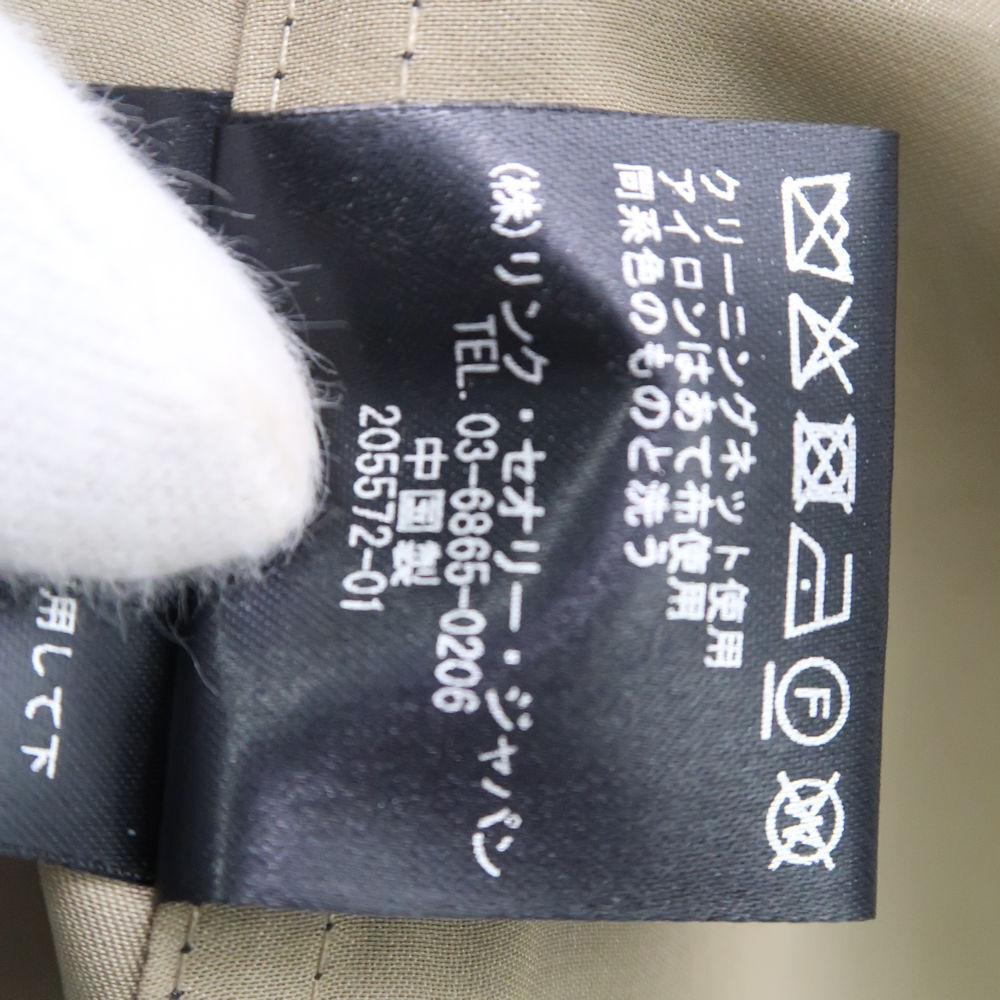 F
W
クリーニングネット使用
アイロンはあて布使用
同系色のものと洗う
(株)リンク・セオリー・ジャパン
TEL. 03-6865-0206
中国製
205572-01
用して下